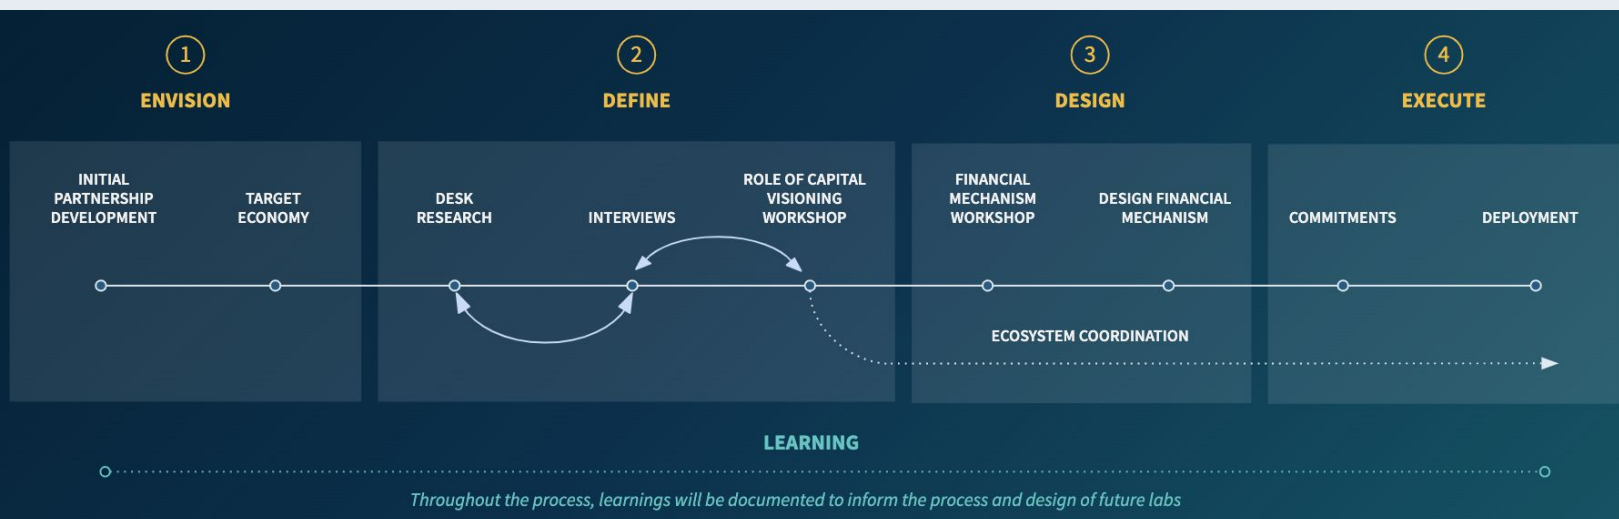 1
ENVISION
2
DEFINE
3
DESIGN
4
EXECUTE
INITIAL
PARTNERSHIP
DEVELOPMENT
TARGET
ECONOMY
DESK
RESEARCH
INTERVIEWS
ROLE OF CAPITAL
VISIONING
WORKSHOP
FINANCIAL
MECHANISM
WORKSHOP
DESIGN FINANCIAL
MECHANISM
COMMITMENTS
DEPLOYMENT
ECOSYSTEM COORDINATION
LEARNING
Throughout the process, learnings will be documented to inform the process and design of future labs